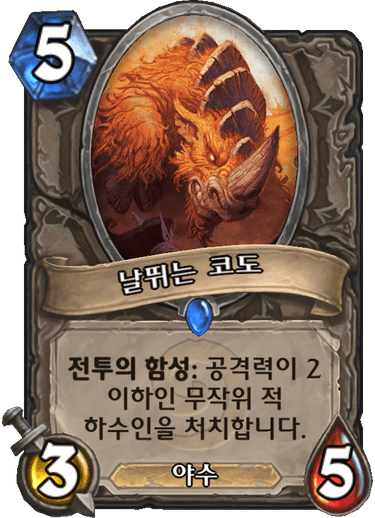 5
날뛰는 코도
전투의 함성: 공격력이 2
이하인 무작위 적
하수인을 처치합니다.
3
야수
5